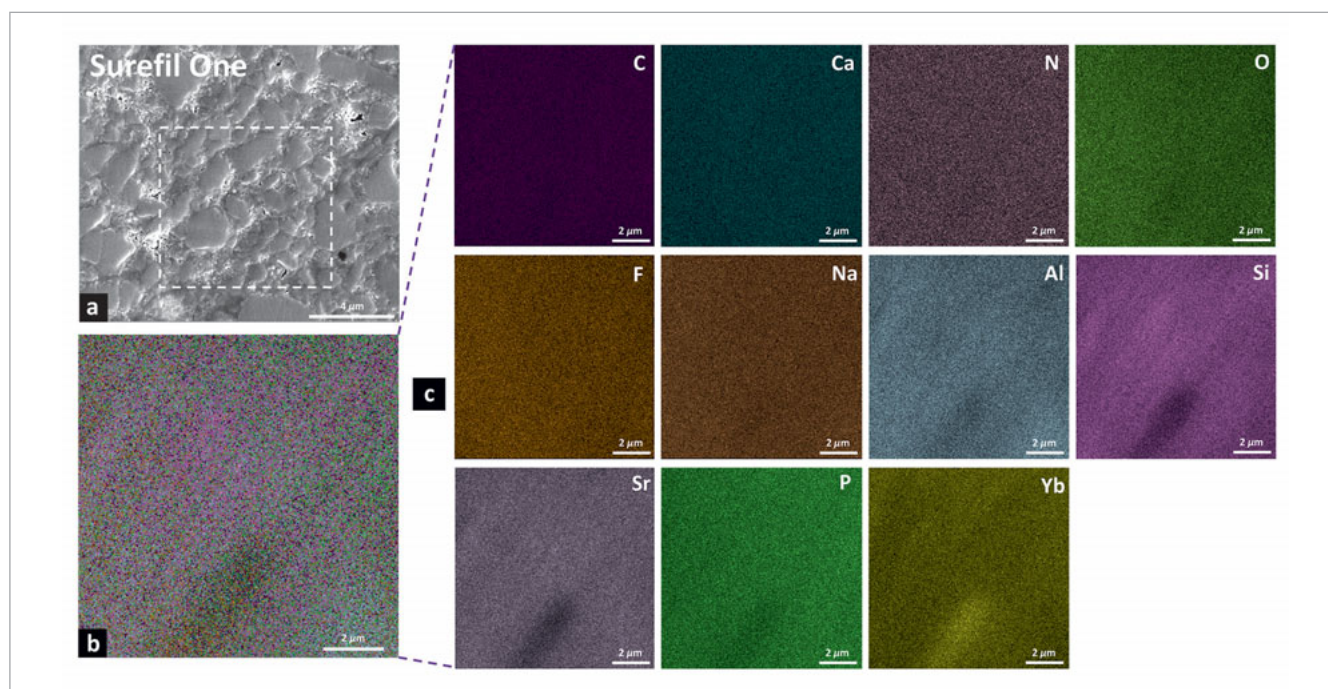 Surefil One
4 µm
a
2 µm
b
c
C
2 µm
Ca
2 µm
N
2 µm
O
2 µm
F
2 µm
Na
2 µm
Al
2 µm
Si
2 µm
Sr
2 µm
P
2 µm
Yb
2 µm